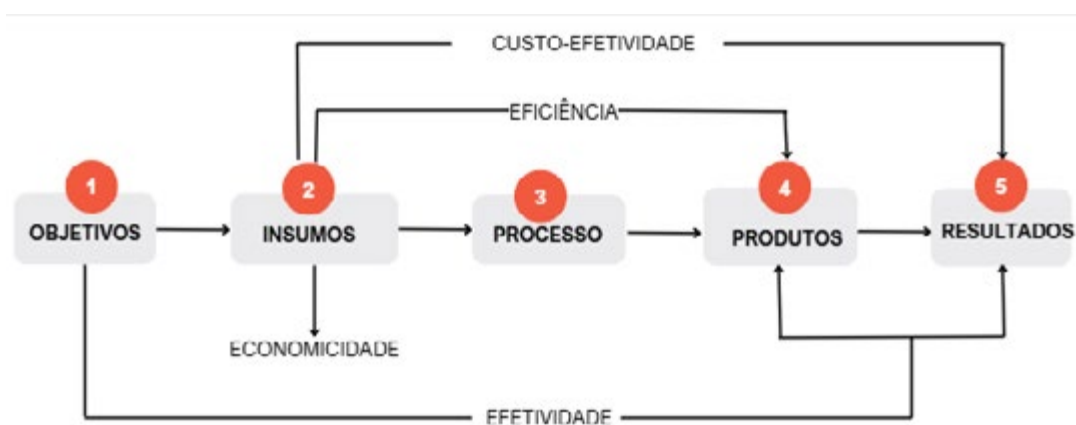 CUSTO-EFETIVIDADE
EFICIÊNCIA
1
2
3
4
5
OBJETIVOS
INSUMOS
PROCESSO
PRODUTOS
RESULTADOS
ECONOMICIDADE
EFETIVIDADE